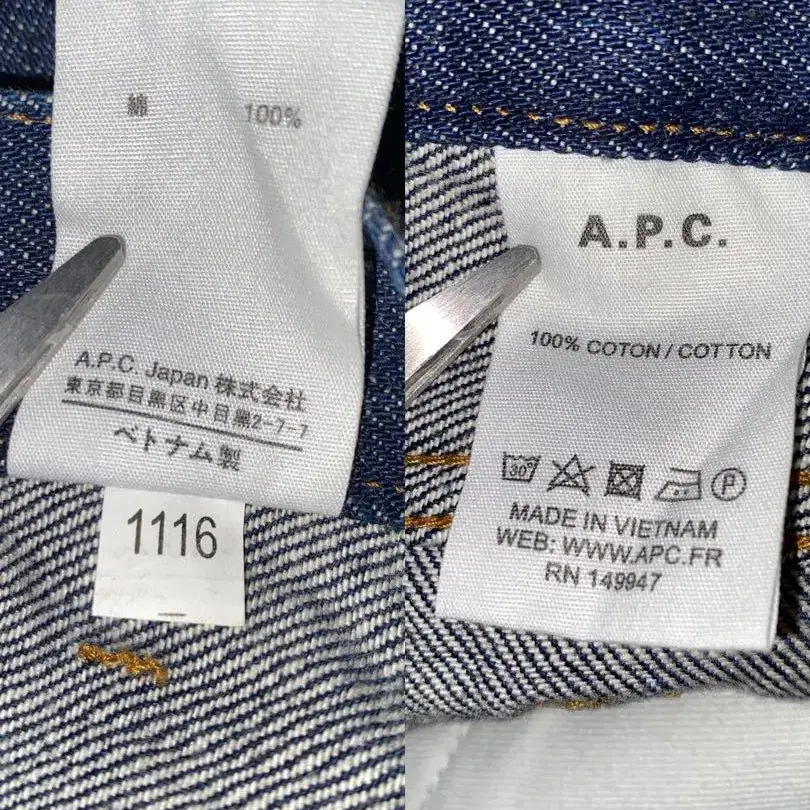 綿 100%
A.P.C. Japan 株式会社
東京都目黒区中目黒2-7-7
ベトナム製
1116
A.P.C.
100% COTON / COTTON
30°
P
MADE IN VIETNAM
WEB: WWW.APC.FR
RN 149947